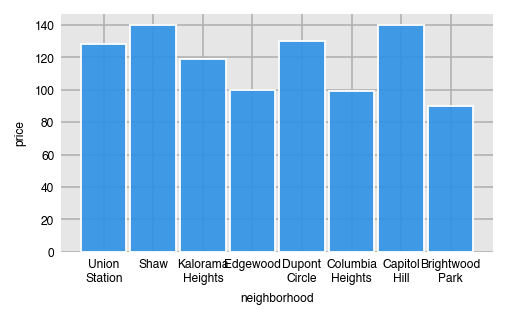 140
120
100
80
60
40
20
0
price
Union
Station
Shaw
Kalorama
Heights
Edgewood
Dupont
Circle
Columbia
Heights
Capitol
Hill
Brightwood
Park
neighborhood